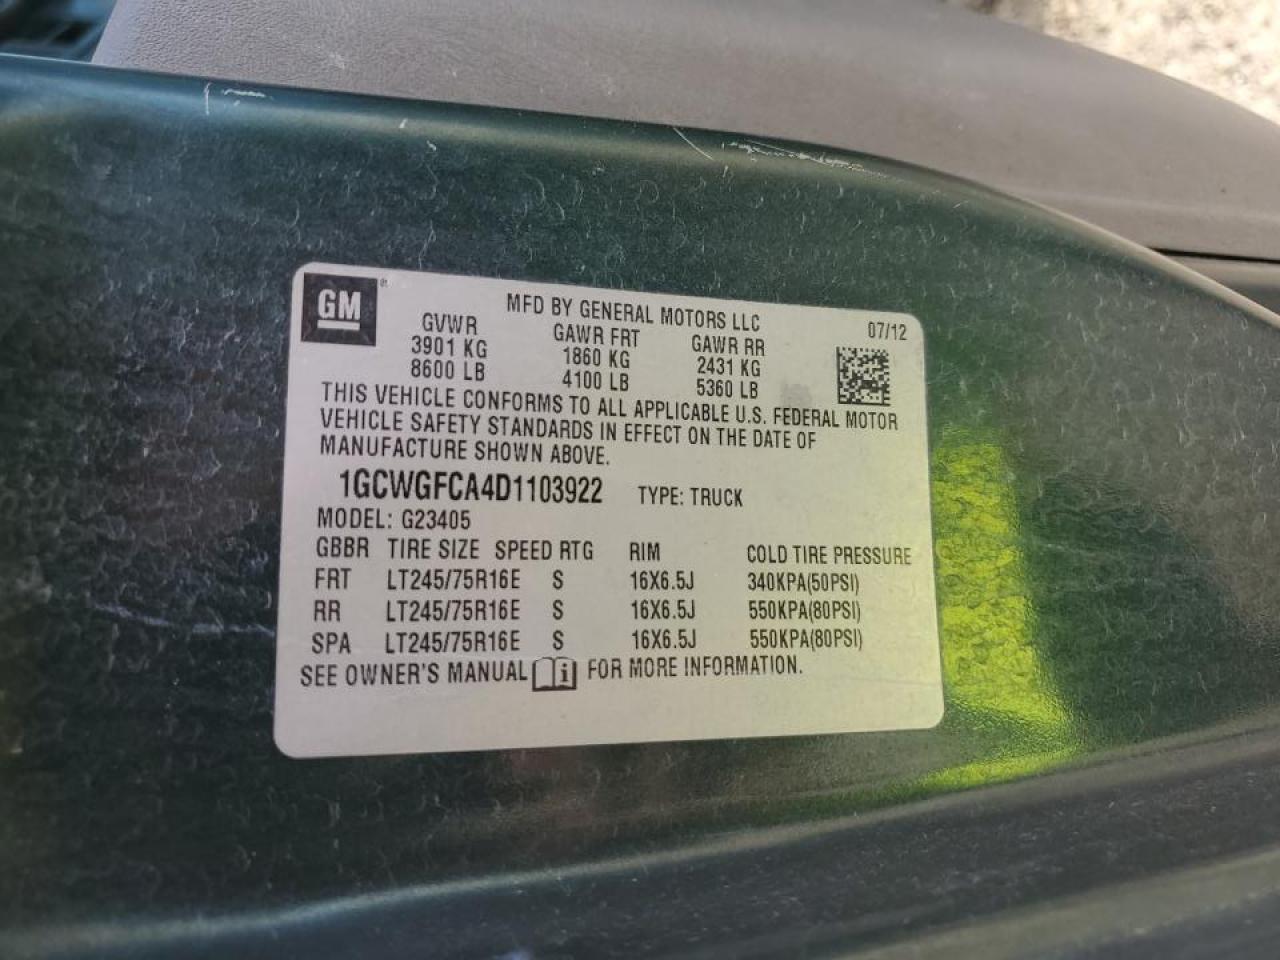 GM ®
MFD BY GENERAL MOTORS LLC 07/12
GVWR GAWR FRT GAWR RR
3901 KG 1860 KG 2431 KG
8600 LB 4100 LB 5360 LB
THIS VEHICLE CONFORMS TO ALL APPLICABLE U.S. FEDERAL MOTOR
VEHICLE SAFETY STANDARDS IN EFFECT ON THE DATE OF
MANUFACTURE SHOWN ABOVE.
1GCWGFCA4D1103922 TYPE: TRUCK
MODEL: G23405
GBBR TIRE SIZE SPEED RTG RIM COLD TIRE PRESSURE
FRT LT245/75R16E S 16X6.5J 340KPA(50PSI)
RR LT245/75R16E S 16X6.5J 550KPA(80PSI)
SPA LT245/75R16E S 16X6.5J 550KPA(80PSI)
SEE OWNER'S MANUAL i FOR MORE INFORMATION.